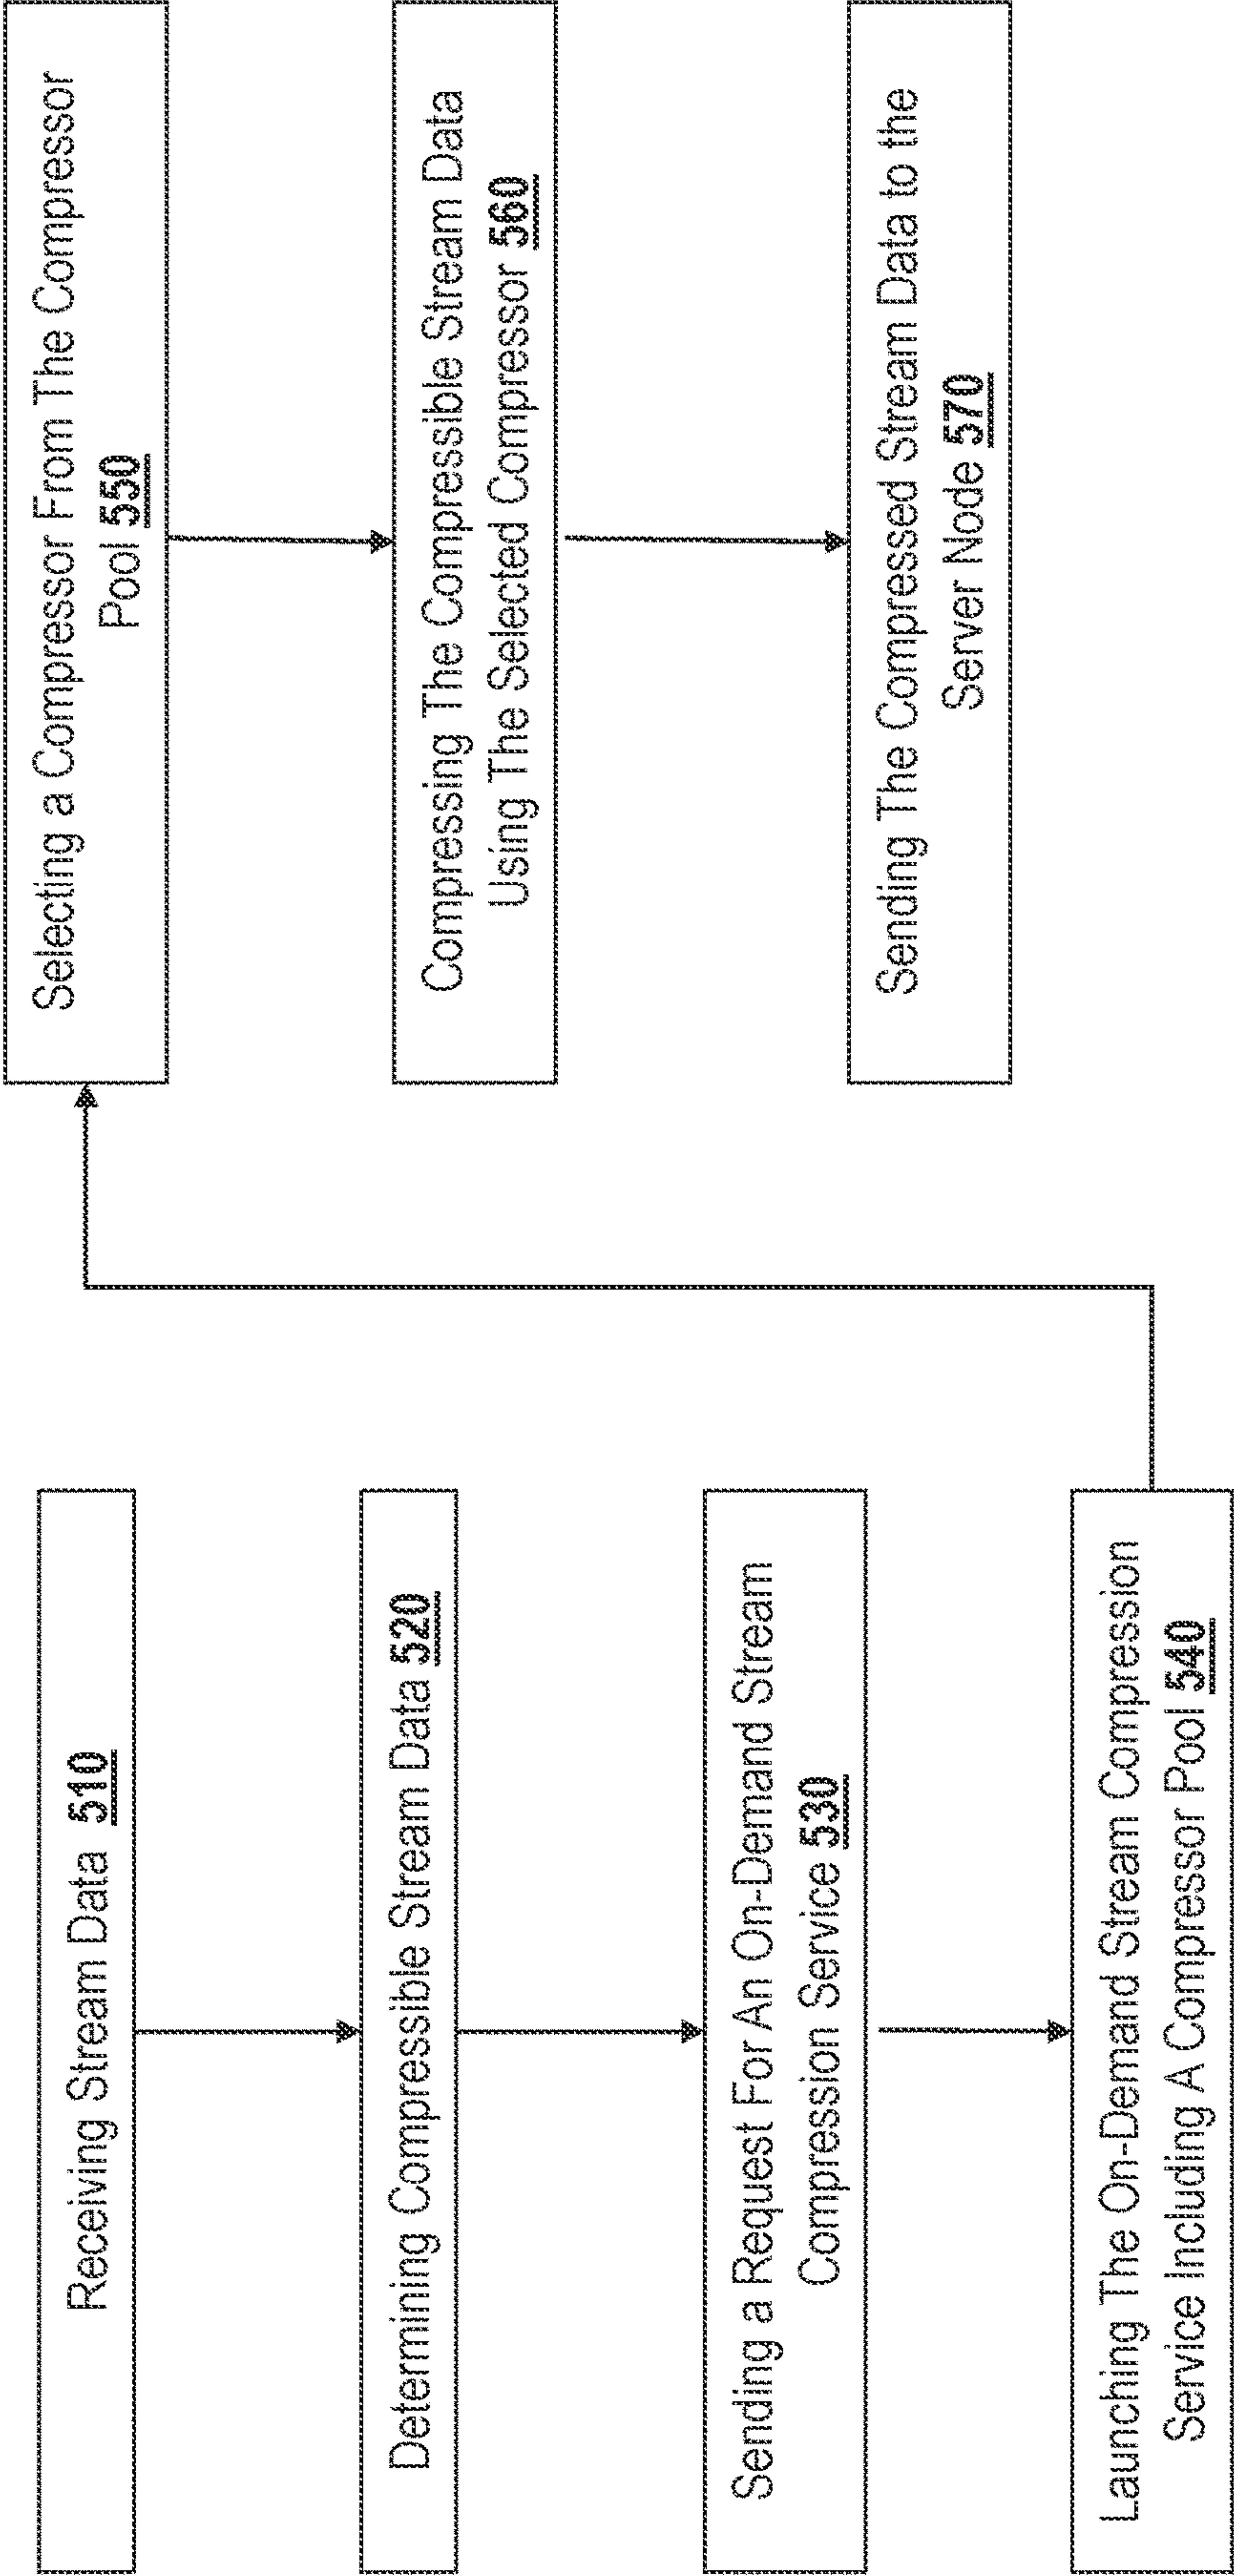 Receiving Stream Data 510
Determining Compressible Stream Data 520
Sending a Request For An On-Demand Stream
Compression Service 530
Launching The On-Demand Stream Compression
Service Including A Compressor Pool 540
Selecting a Compressor From The Compressor
Pool 550
Compressing The Compressible Stream Data
Using The Selected Compressor 560
Sending The Compressed Stream Data to the
Server Node 570